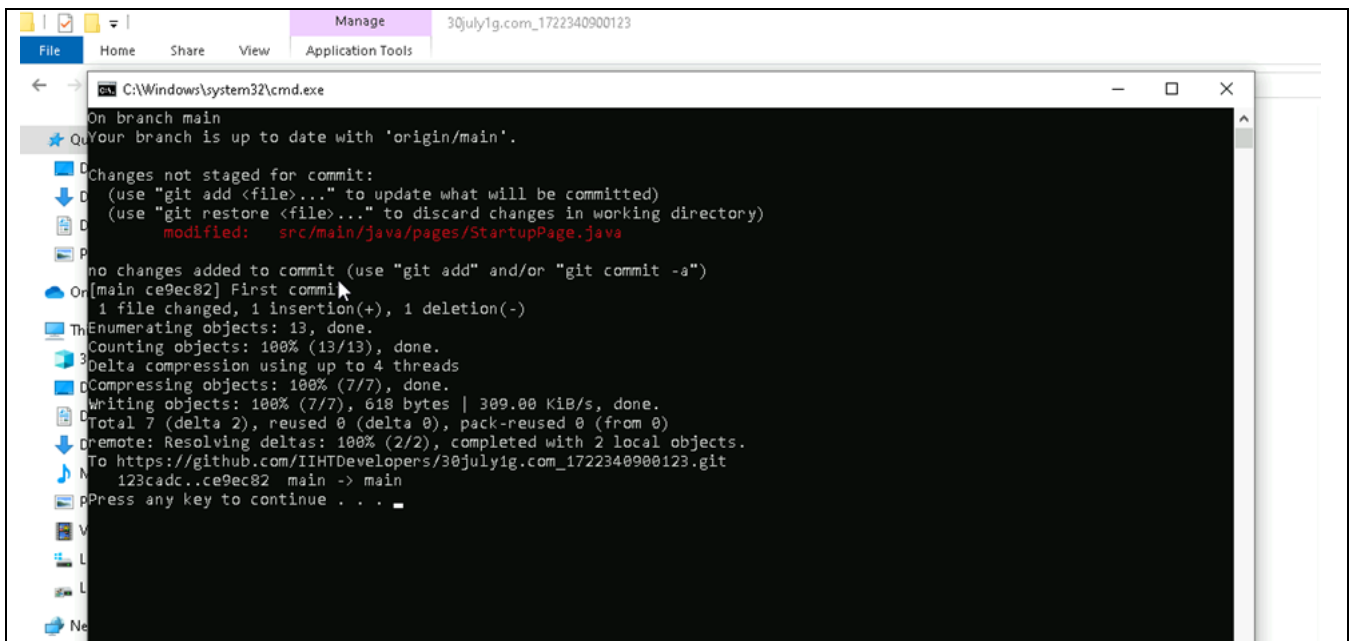 Manage
30july1g.com_1722340900123
File Home Share View Application Tools
C:\Windows\system32\cmd.exe
On branch main
Your branch is up to date with 'origin/main'.
Changes not staged for commit:
(use "git add <file>..." to update what will be committed)
(use "git restore <file>..." to discard changes in working directory)
modified: src/main/java/pages/StartupPage.java
no changes added to commit (use "git add" and/or "git commit -a")
[main ce9ec82] First commit
1 file changed, 1 insertion(+), 1 deletion(-)
Enumerating objects: 13, done.
Counting objects: 100% (13/13), done.
Delta compression using up to 4 threads
Compressing objects: 100% (7/7), done.
Writing objects: 100% (7/7), 618 bytes | 309.00 KiB/s, done.
Total 7 (delta 2), reused 0 (delta 0), pack-reused 0 (from 0)
remote: Resolving deltas: 100% (2/2), completed with 2 local objects.
To https://github.com/IIHTDevelopers/30july1g.com_1722340900123.git
123cadc..ce9ec82 main -> main
Press any key to continue . . .